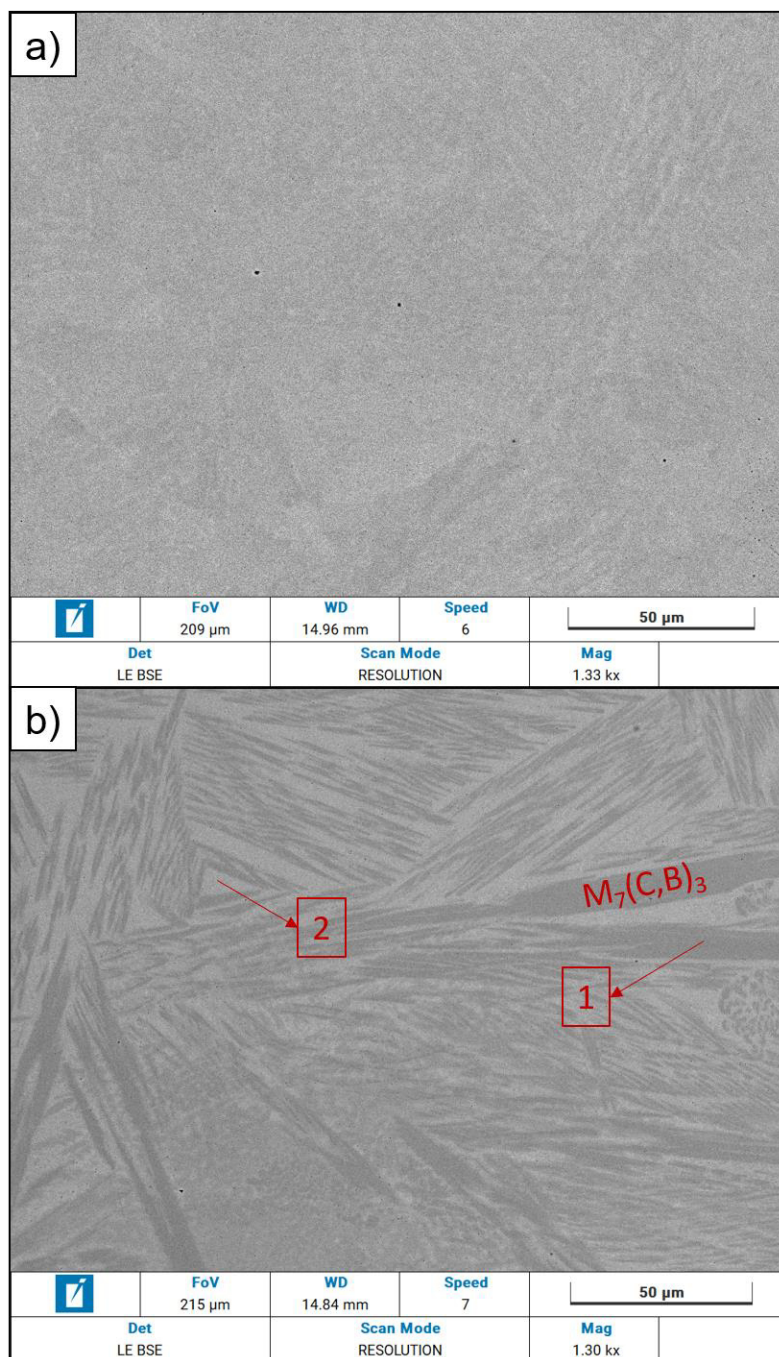 a)
FoV WD Speed
209 µm 14.96 mm 6 50 µm
Det Scan Mode Mag
LE BSE RESOLUTION 1.33 kx
b)
M₇(C,B)₃
2
1
FoV WD Speed
215 µm 14.84 mm 7 50 µm
Det Scan Mode Mag
LE BSE RESOLUTION 1.30 kx